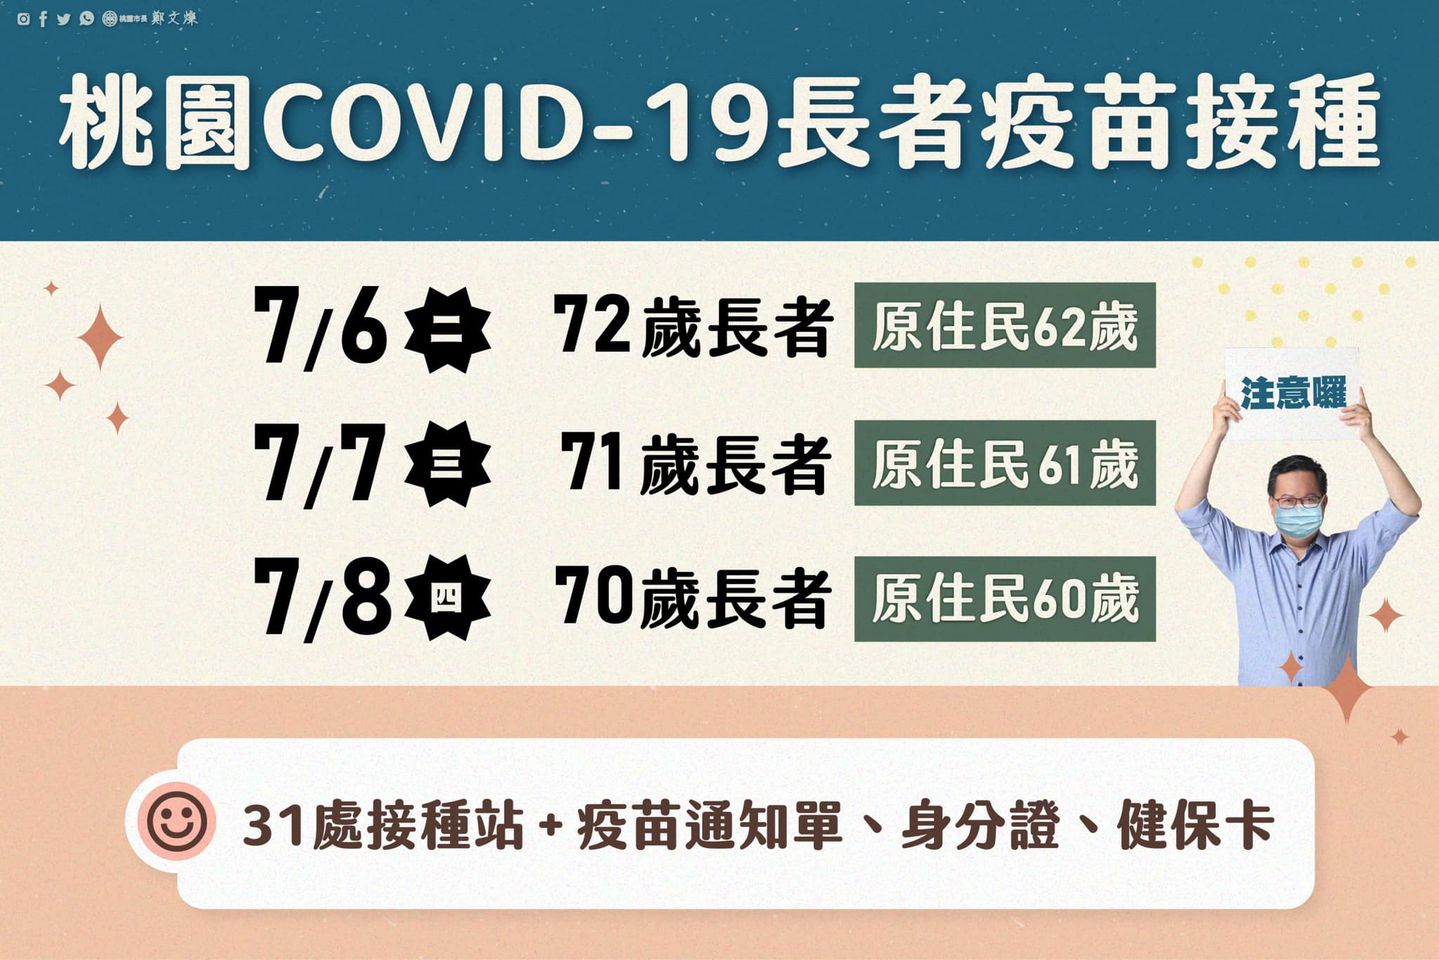 桃園市長 鄭文燦
桃園COVID-19長者疫苗接種
7/6 二 72歲長者 原住民62歲
7/7 三 71歲長者 原住民61歲
7/8 四 70歲長者 原住民60歲
注意囉
31處接種站+疫苗通知單、身分證、健保卡